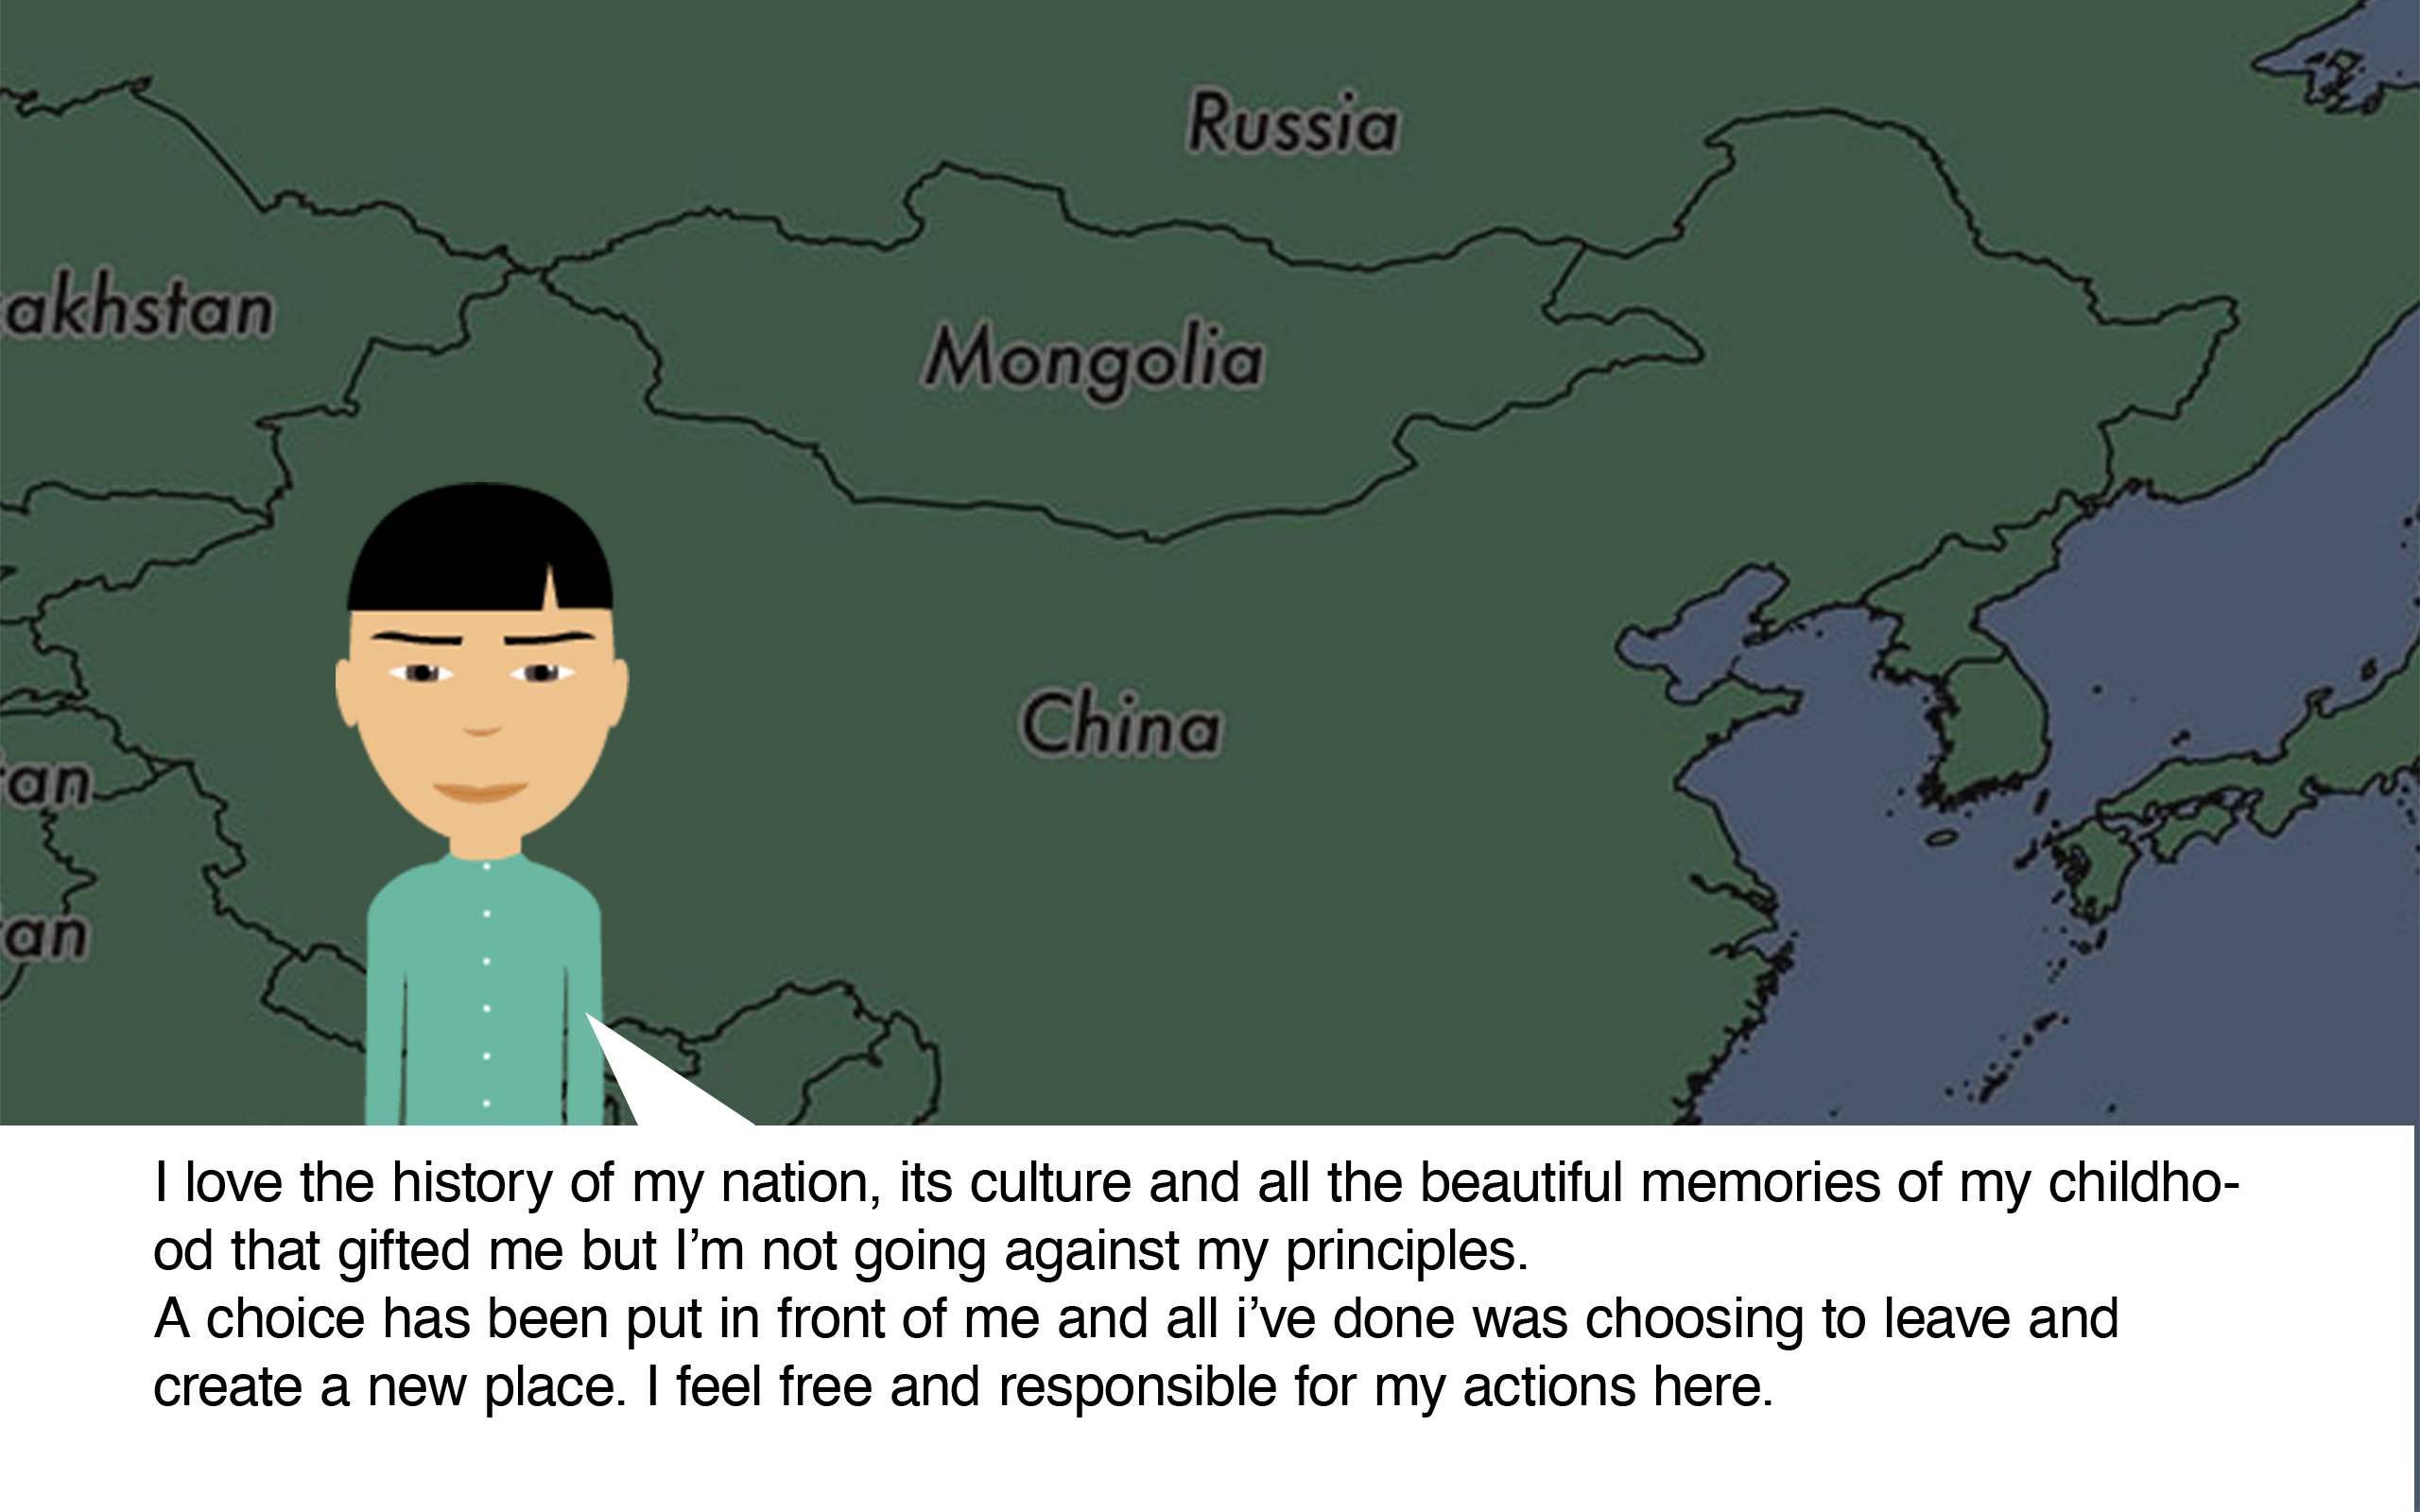 Russia
akhstan
Mongolia
China
an
an
I love the history of my nation, its culture and all the beautiful memories of my childho-
od that gifted me but I'm not going against my principles.
A choice has been put in front of me and all i've done was choosing to leave and
create a new place. I feel free and responsible for my actions here.